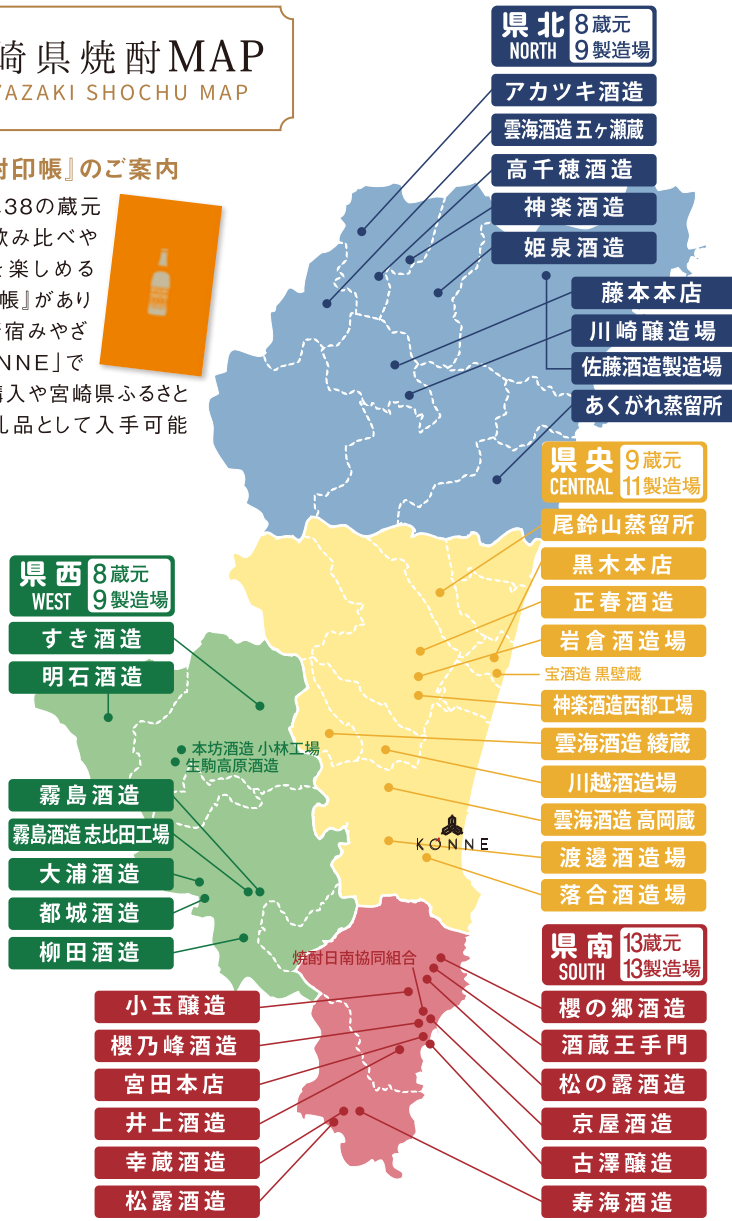 崎県焼酎MAP
YAZAKI SHOCHU MAP
酎印帳』のご案内
38の蔵元
飲み比べや
を楽しめる
帳』があり
宿みやざ
NNE」で
購入や宮崎県ふるさと
礼品として入手可能
県北 NORTH 8蔵元 9製造場
アカツキ酒造
雲海酒造 五ヶ瀬蔵
高千穂酒造
神楽酒造
姫泉酒造
藤本本店
川崎醸造場
佐藤酒造製造場
あくがれ蒸留所
県央 CENTRAL 9蔵元 11製造場
尾鈴山蒸留所
黒木本店
正春酒造
岩倉酒造場
宝酒造 黒壁蔵
神楽酒造西都工場
雲海酒造 綾蔵
川越酒造場
雲海酒造 高岡蔵
渡邊酒造場
落合酒造場
KONNE
県西 WEST 8蔵元 9製造場
すき酒造
明石酒造
本坊酒造 小林工場
生駒高原酒造
霧島酒造
霧島酒造 志比田工場
大浦酒造
都城酒造
柳田酒造
県南 SOUTH 13蔵元 13製造場
焼酎日南協同組合
小玉醸造
櫻乃峰酒造
宮田本店
井上酒造
幸蔵酒造
松露酒造
櫻の郷酒造
酒蔵王手門
松の露酒造
京屋酒造
古澤醸造
寿海酒造